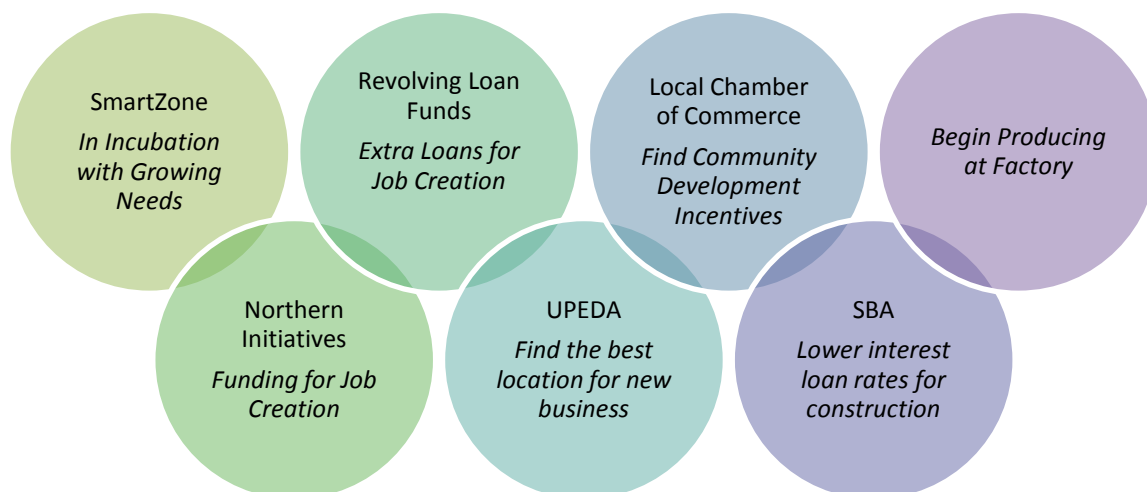 SmartZone
In Incubation
with Growing
Needs
Northern
Initiatives
Funding for Job
Creation
Revolving Loan
Funds
Extra Loans for
Job Creation
UPEDA
Find the best
location for new
business
Local Chamber
of Commerce
Find Community
Development
Incentives
SBA
Lower interest
loan rates for
construction
Begin Producing
at Factory